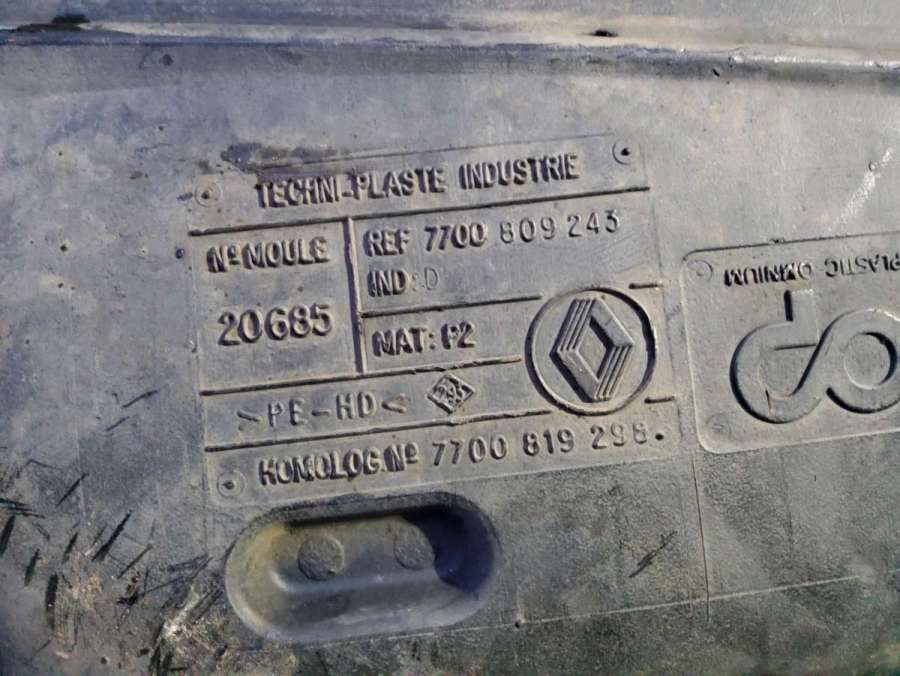 TECHNI-PLASTE INDUSTRIE
Nº MOULE
20685
REF 7700 809 243
IND: D
MAT: P2
>PE-HD<
HOMOLOG. Nº 7700 819 298.
PLASTIC OMNIUM